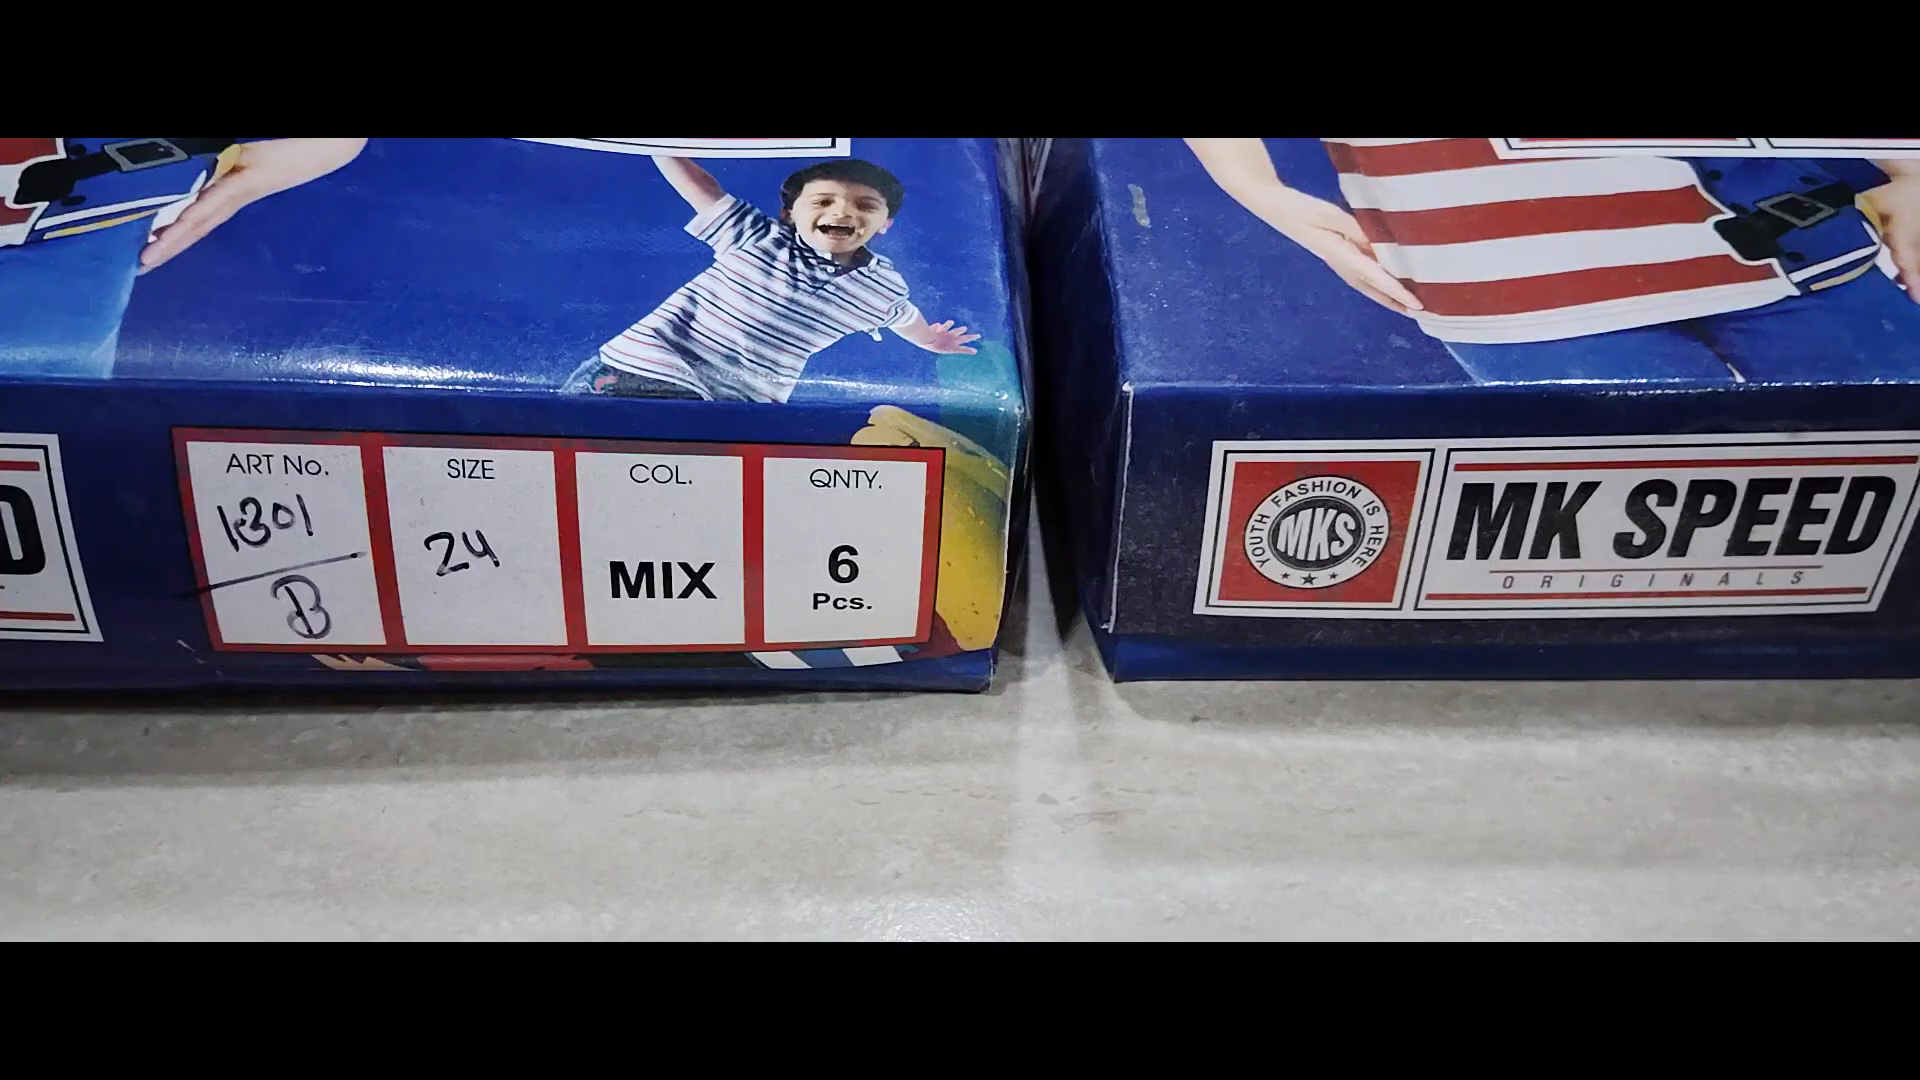 D
ART No.
1301
B
SIZE
24
COL.
MIX
QNTY.
6
Pcs.
YOUTH FASHION IS HERE
MKS
MK SPEED
ORIGINALS